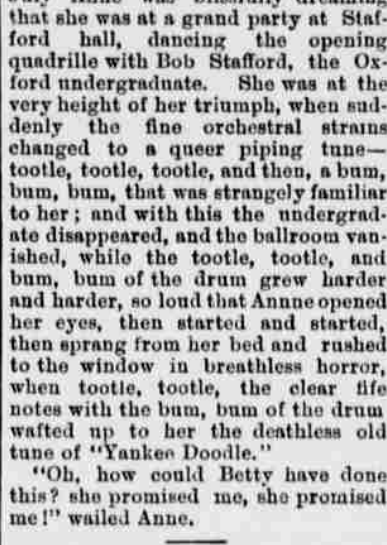 that she was at a grand party at Staf-
ford hall, dancing the opening
quadrille with Bob Stafford, the Ox-
ford undergraduate. She was at the
very height of her triumph, when sud-
denly the fine orchestral strains
changed to a queer piping tune—
tootle, tootle, tootle, and then, a bum,
bum, bum, that was strangely familiar
to her; and with this the undergrad-
ate disappeared, and the ballroom van-
ished, while the tootle, tootle, and
bum, bum of the drum grew harder
and harder, so loud that Annne opened
her eyes, then started and started,
then sprang from her bed and rushed
to the window in breathless horror,
when tootle, tootle, the clear fife
notes with the bum, bum of the drum
wafted up to her the deathless old
tune of "Yankee Doodle."
"Oh, how could Betty have done
this? she promised me, she promised
me!" wailed Anne.